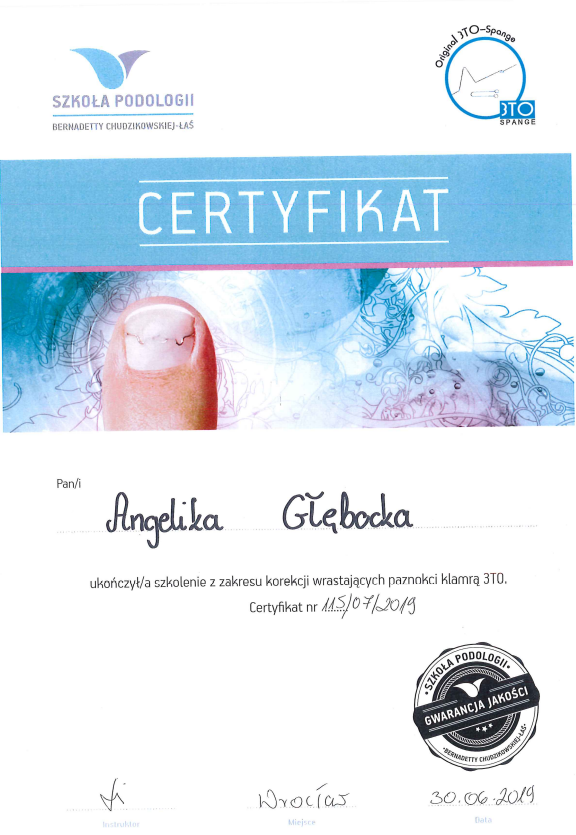 Original 3TO-Spange
SZKOŁA PODOLOGII
BERNADETTY CHUDZIKOWSKIEJ-ŁAŚ
3TO
SPANGE
CERTYFIKAT
Pan/i
Angelika Głębocka
ukończył/a szkolenie z zakresu korekcji wrastających paznokci klamrą 3TO.
Certyfikat nr 115/07/2019
•SZKOŁA PODOLOGII•
GWARANCJA JAKOŚCI
•BERNADETTY CHUDZIKOWSKIEJ-ŁAŚ•
Wrocław 30.06.2019
Instruktor Miejsce Data